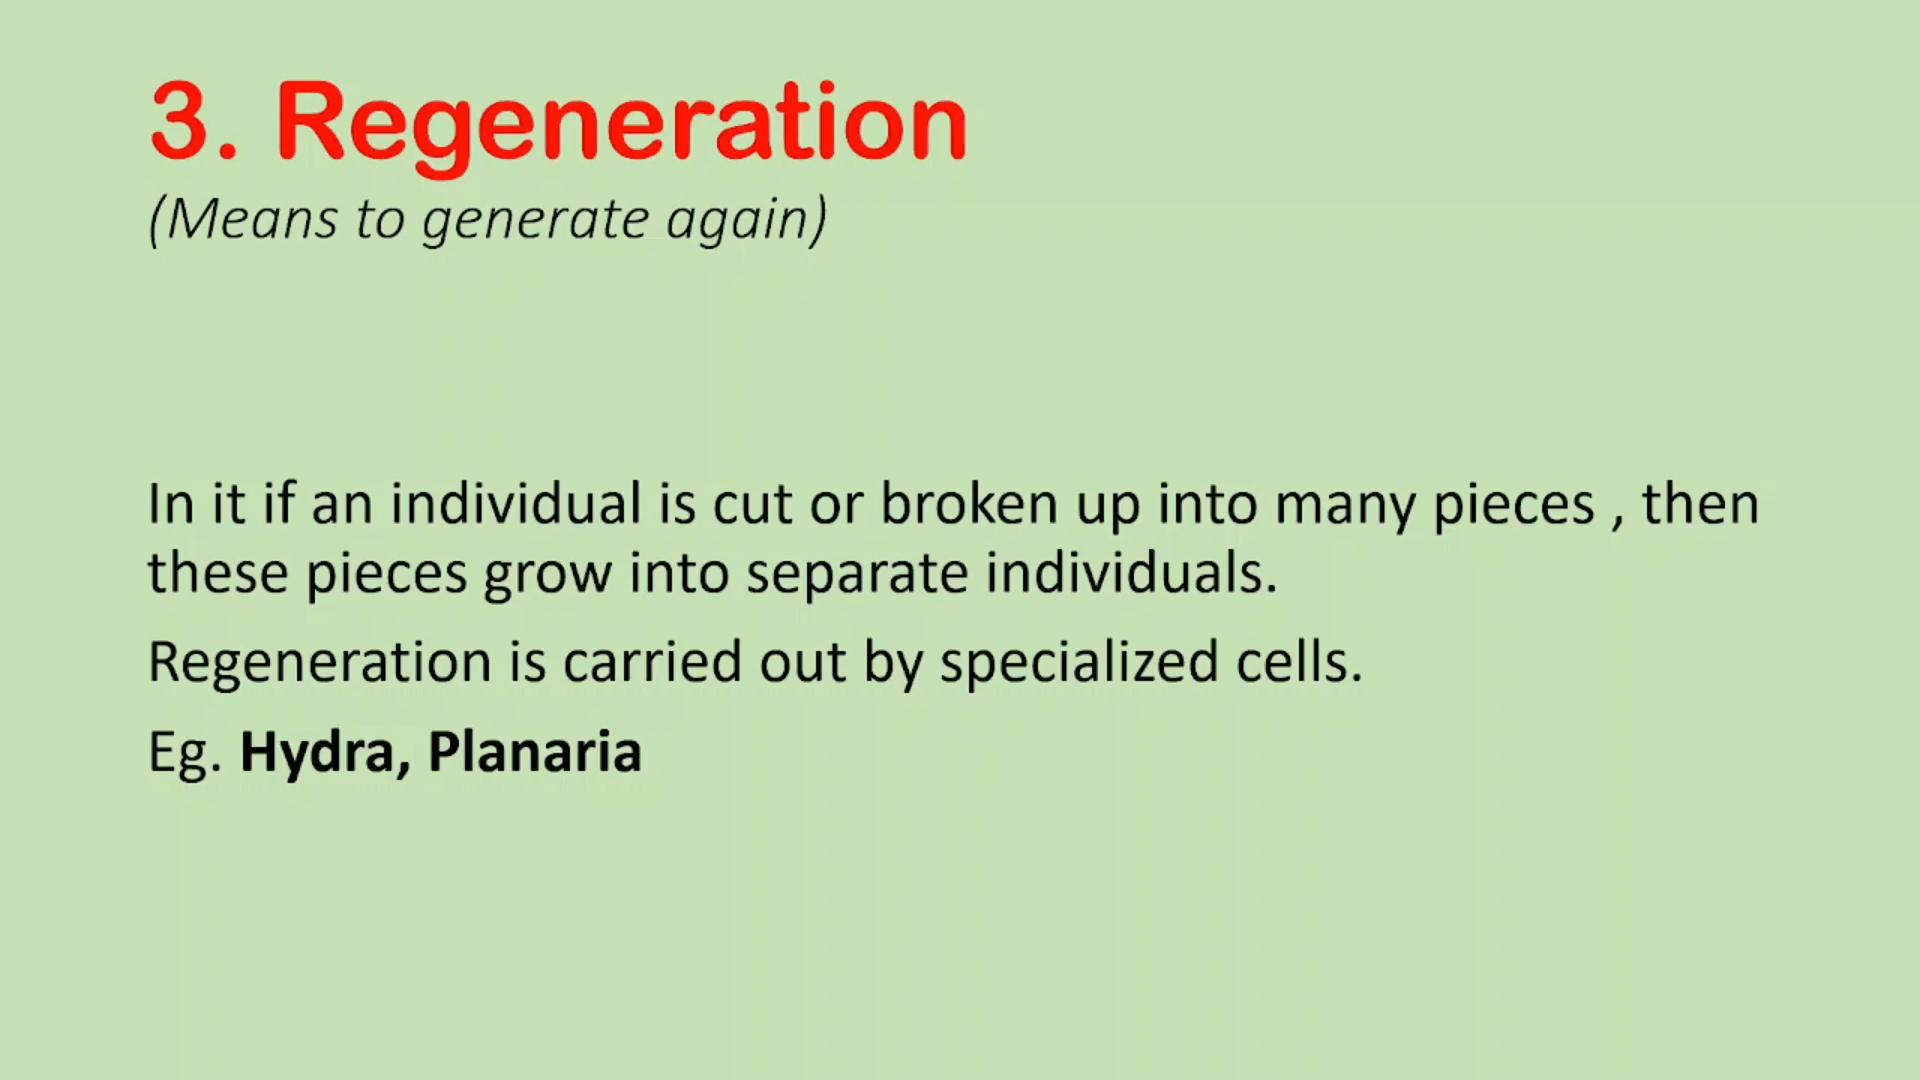 3. Regeneration
(Means to generate again)
In it if an individual is cut or broken up into many pieces , then
these pieces grow into separate individuals.
Regeneration is carried out by specialized cells.
Eg. Hydra, Planaria